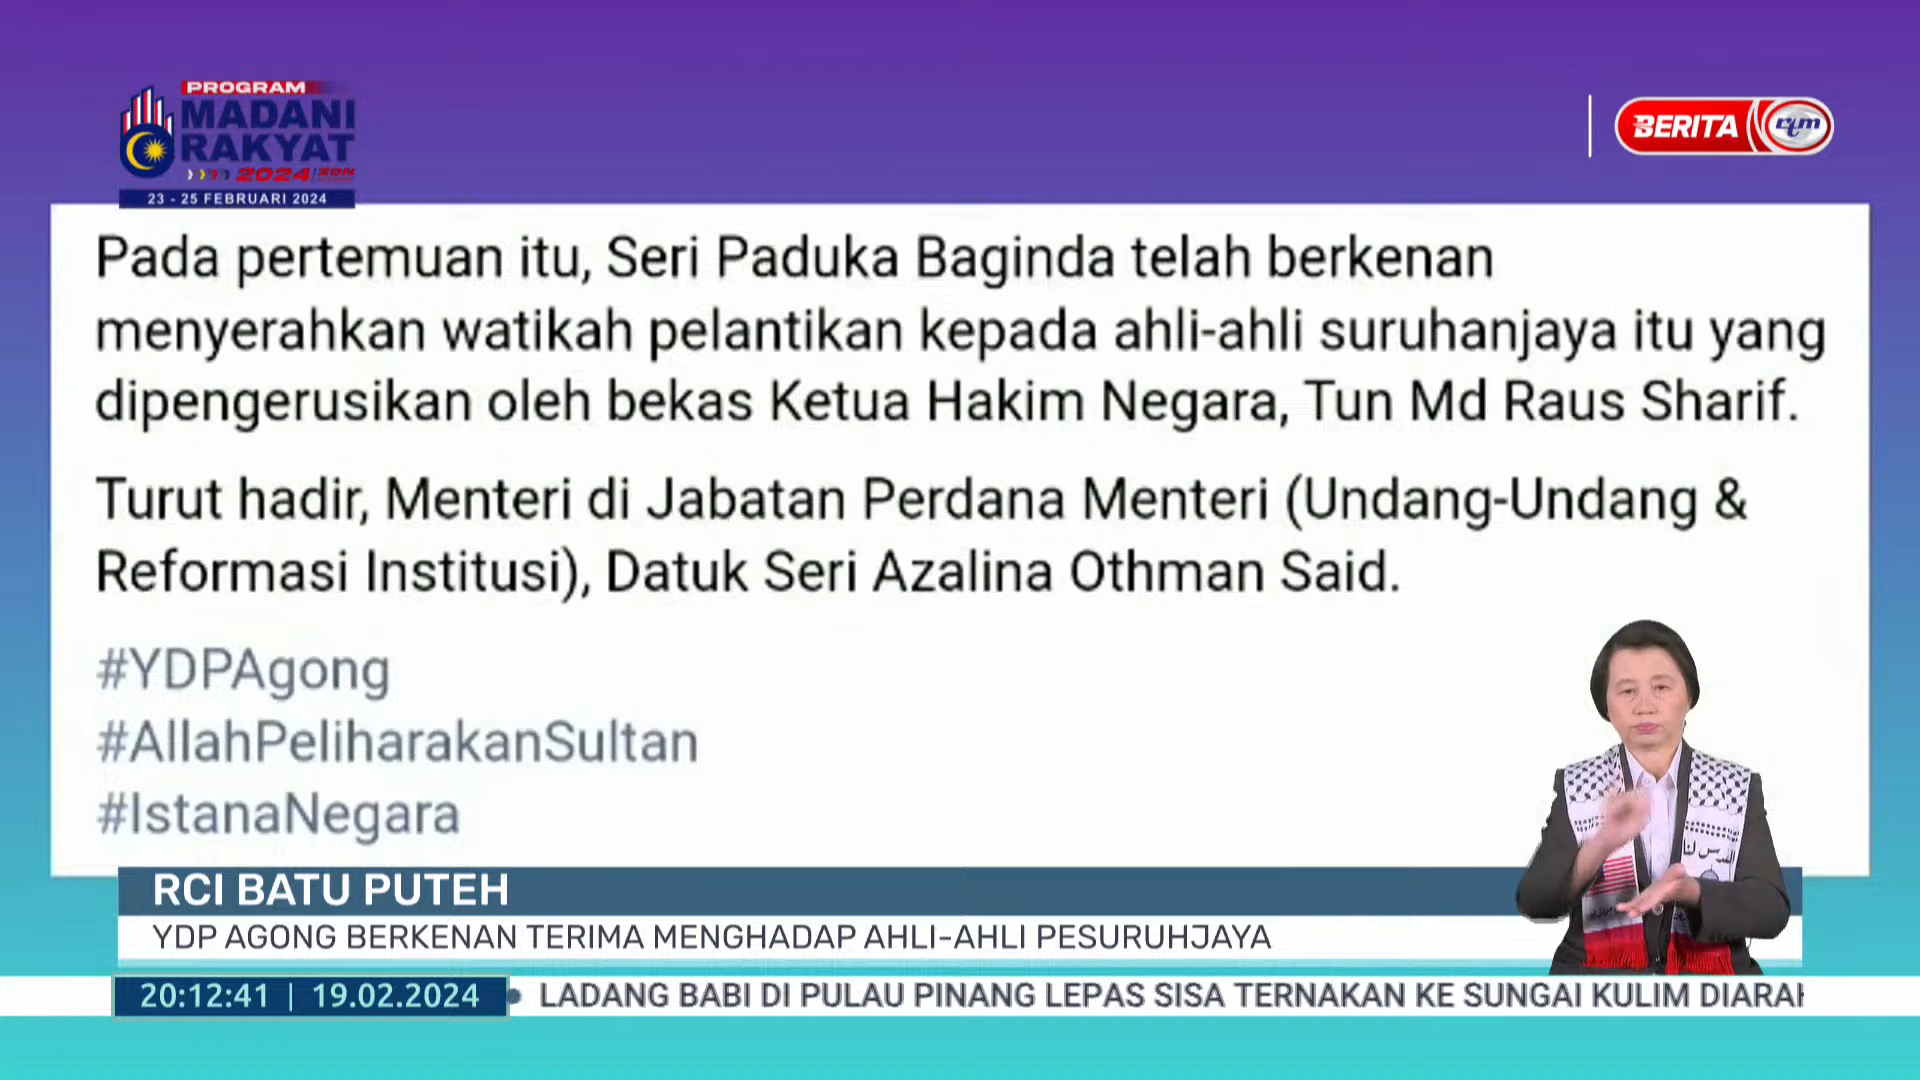 PROGRAM
MADANI
RAKYAT
2024
23 - 25 FEBRUARI 2024
BERITA rtm
Pada pertemuan itu, Seri Paduka Baginda telah berkenan
menyerahkan watikah pelantikan kepada ahli-ahli suruhanjaya itu yang
dipengerusikan oleh bekas Ketua Hakim Negara, Tun Md Raus Sharif.
Turut hadir, Menteri di Jabatan Perdana Menteri (Undang-Undang &
Reformasi Institusi), Datuk Seri Azalina Othman Said.
#YDPAgong
#AllahPeliharakanSultan
#IstanaNegara
القدس لنا
RCI BATU PUTEH
YDP AGONG BERKENAN TERIMA MENGHADAP AHLI-AHLI PESURUHJAYA
20:12:41 | 19.02.2024 • LADANG BABI DI PULAU PINANG LEPAS SISA TERNAKAN KE SUNGAI KULIM